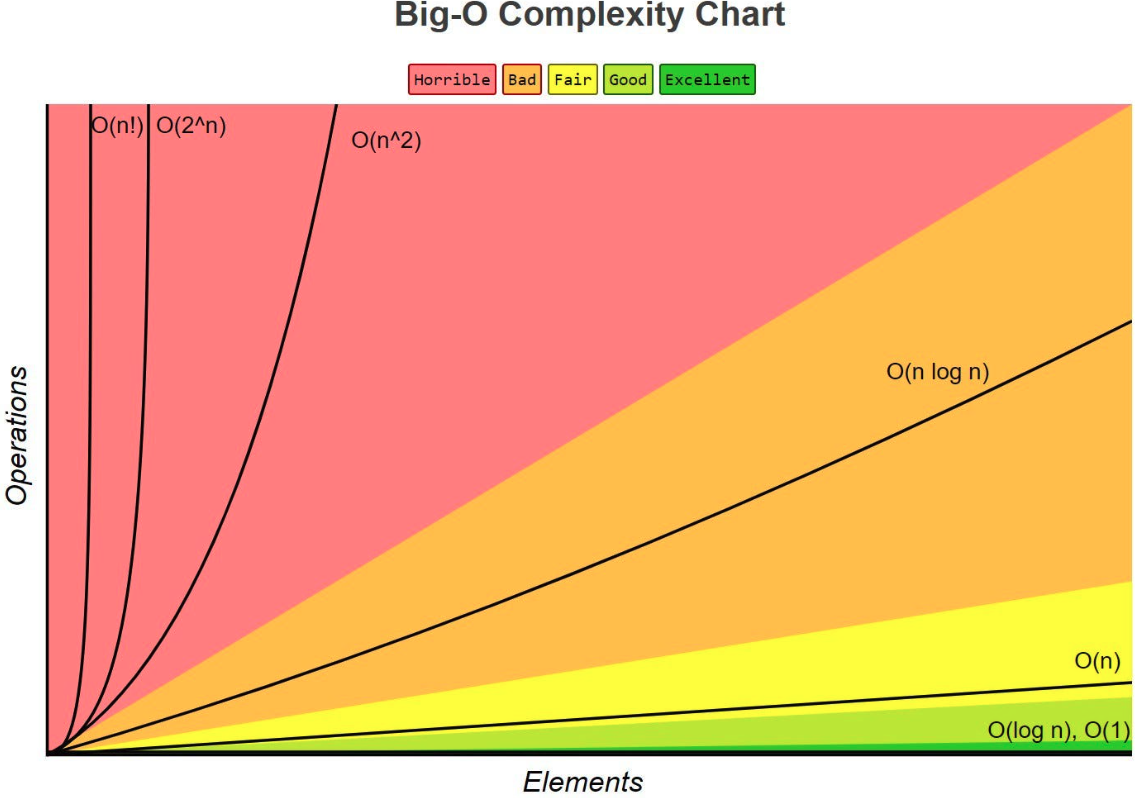 Big-O Complexity Chart
Horrible Bad Fair Good Excellent
O(n!) O(2^n)
O(n^2)
O(n log n)
Operations
O(n)
O(log n), O(1)
Elements